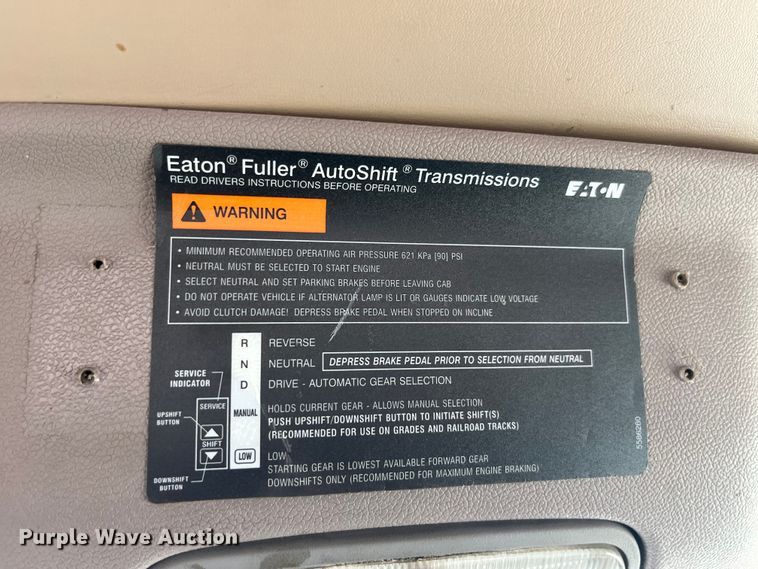 Eaton® Fuller® AutoShift® Transmissions
READ DRIVERS INSTRUCTIONS BEFORE OPERATING
EATON
WARNING
• MINIMUM RECOMMENDED OPERATING AIR PRESSURE 621 KPa [90] PSI
• NEUTRAL MUST BE SELECTED TO START ENGINE
• SELECT NEUTRAL AND SET PARKING BRAKES BEFORE LEAVING CAB
• DO NOT OPERATE VEHICLE IF ALTERNATOR LAMP IS LIT OR GAUGES INDICATE LOW VOLTAGE
• AVOID CLUTCH DAMAGE! DEPRESS BRAKE PEDAL WHEN STOPPED ON INCLINE
R REVERSE
N NEUTRAL DEPRESS BRAKE PEDAL PRIOR TO SELECTION FROM NEUTRAL
D DRIVE - AUTOMATIC GEAR SELECTION
MANUAL HOLDS CURRENT GEAR - ALLOWS MANUAL SELECTION
PUSH UPSHIFT/DOWNSHIFT BUTTON TO INITIATE SHIFT(S)
(RECOMMENDED FOR USE ON GRADES AND RAILROAD TRACKS)
LOW LOW
STARTING GEAR IS LOWEST AVAILABLE FORWARD GEAR
DOWNSHIFTS ONLY (RECOMMENDED FOR MAXIMUM ENGINE BRAKING)
SERVICE
INDICATOR
SERVICE
UPSHIFT
BUTTON
SHIFT
DOWNSHIFT
BUTTON
5586260
Purple Wave Auction